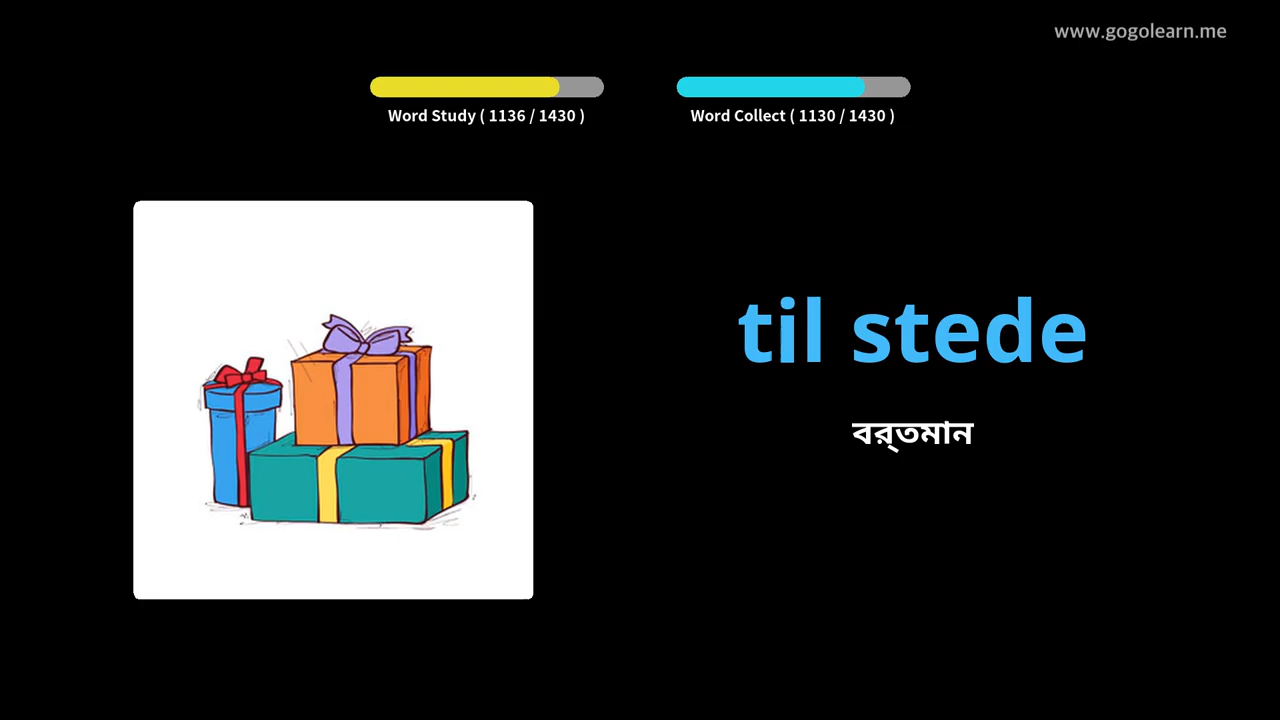 www.gogolearn.me
Word Study ( 1136 / 1430 )
Word Collect ( 1130 / 1430 )
til stede
বর্তমান